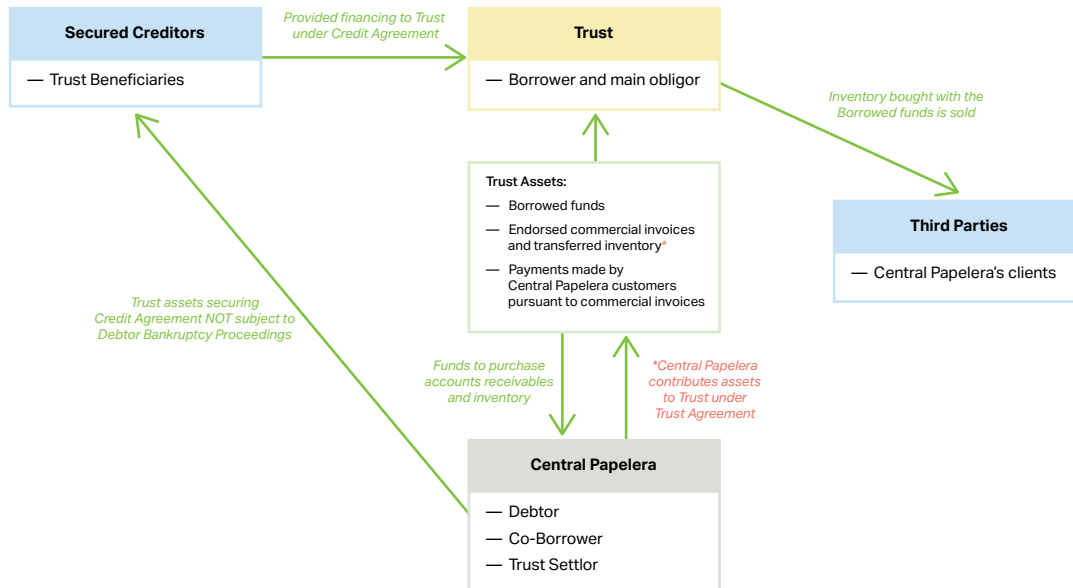 Secured Creditors
— Trust Beneficiaries
Provided financing to Trust
under Credit Agreement
Trust
— Borrower and main obligor
Inventory bought with the
Borrowed funds is sold
Third Parties
— Central Papelera's clients
Trust Assets:
— Borrowed funds
— Endorsed commercial invoices
and transferred inventory*
— Payments made by
Central Papelera customers
pursuant to commercial invoices
Trust assets securing
Credit Agreement NOT subject to
Debtor Bankruptcy Proceedings
Funds to purchase
accounts receivables
and inventory
*Central Papelera
contributes assets
to Trust under
Trust Agreement
Central Papelera
— Debtor
— Co-Borrower
— Trust Settlor